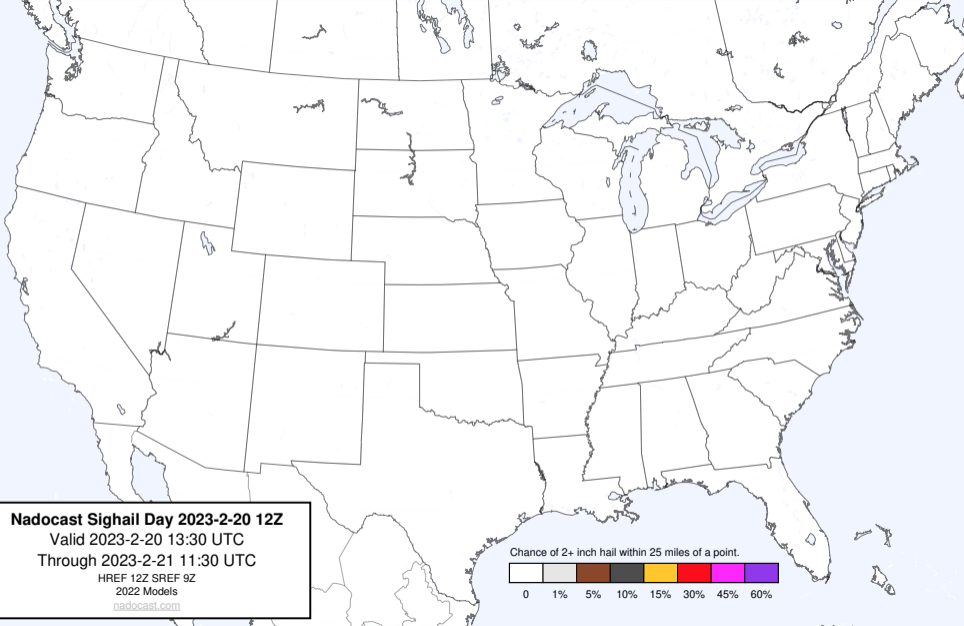 Nadocast Sighail Day 2023-2-20 12Z
Valid 2023-2-20 13:30 UTC
Through 2023-2-21 11:30 UTC
HREF 12Z SREF 9Z
2022 Models
nadocast.com
Chance of 2+ inch hail within 25 miles of a point.
0 1% 5% 10% 15% 30% 45% 60%